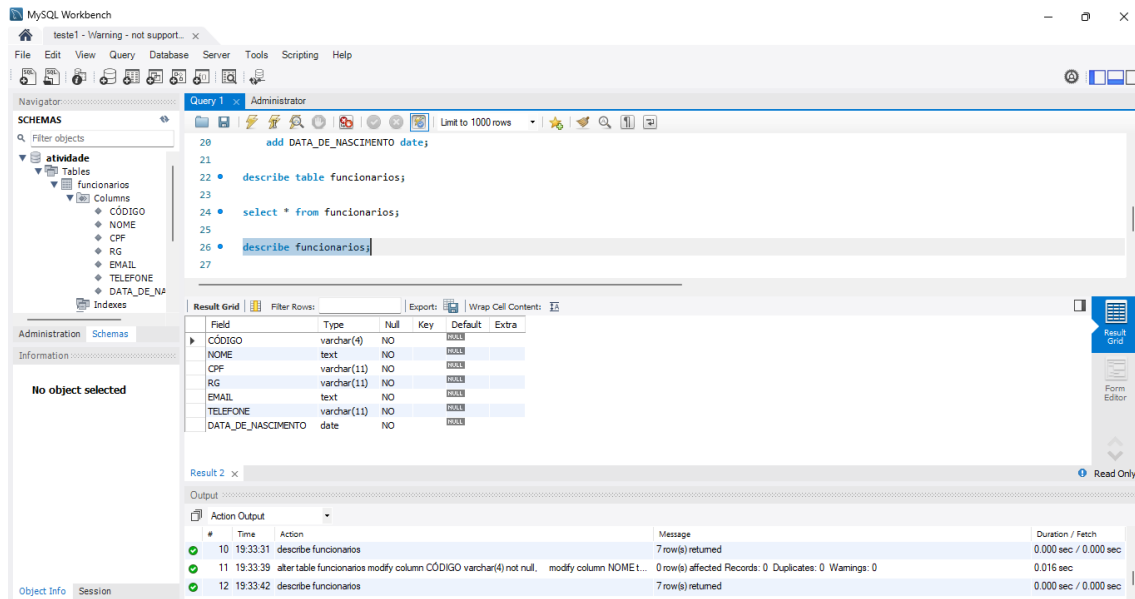 MySQL Workbench
teste1 - Warning - not support...
File Edit View Query Database Server Tools Scripting Help
Navigator
SCHEMAS
Filter objects
atividade
Tables
funcionarios
Columns
CÓDIGO
NOME
CPF
RG
EMAIL
TELEFONE
DATA_DE_NA
Indexes
Administration Schemas
Information
No object selected
Object Info Session
Query 1 Administrator
Limit to 1000 rows
20 add DATA_DE_NASCIMENTO date;
21
22 describe table funcionarios;
23
24 select * from funcionarios;
25
26 describe funcionarios;
27
Result Grid Filter Rows: Export: Wrap Cell Content:
Field Type Null Key Default Extra
CÓDIGO varchar(4) NO NULL
NOME text NO NULL
CPF varchar(11) NO NULL
RG varchar(11) NO NULL
EMAIL text NO NULL
TELEFONE varchar(11) NO NULL
DATA_DE_NASCIMENTO date NO NULL
Result Grid
Form Editor
Result 2
Read Only
Output
Action Output
# Time Action Message Duration / Fetch
10 19:33:31 describe funcionarios 7 row(s) returned 0.000 sec / 0.000 sec
11 19:33:39 alter table funcionarios modify column CÓDIGO varchar(4) not null, modify column NOME t... 0 row(s) affected Records: 0 Duplicates: 0 Warnings: 0 0.016 sec
12 19:33:42 describe funcionarios 7 row(s) returned 0.000 sec / 0.000 sec